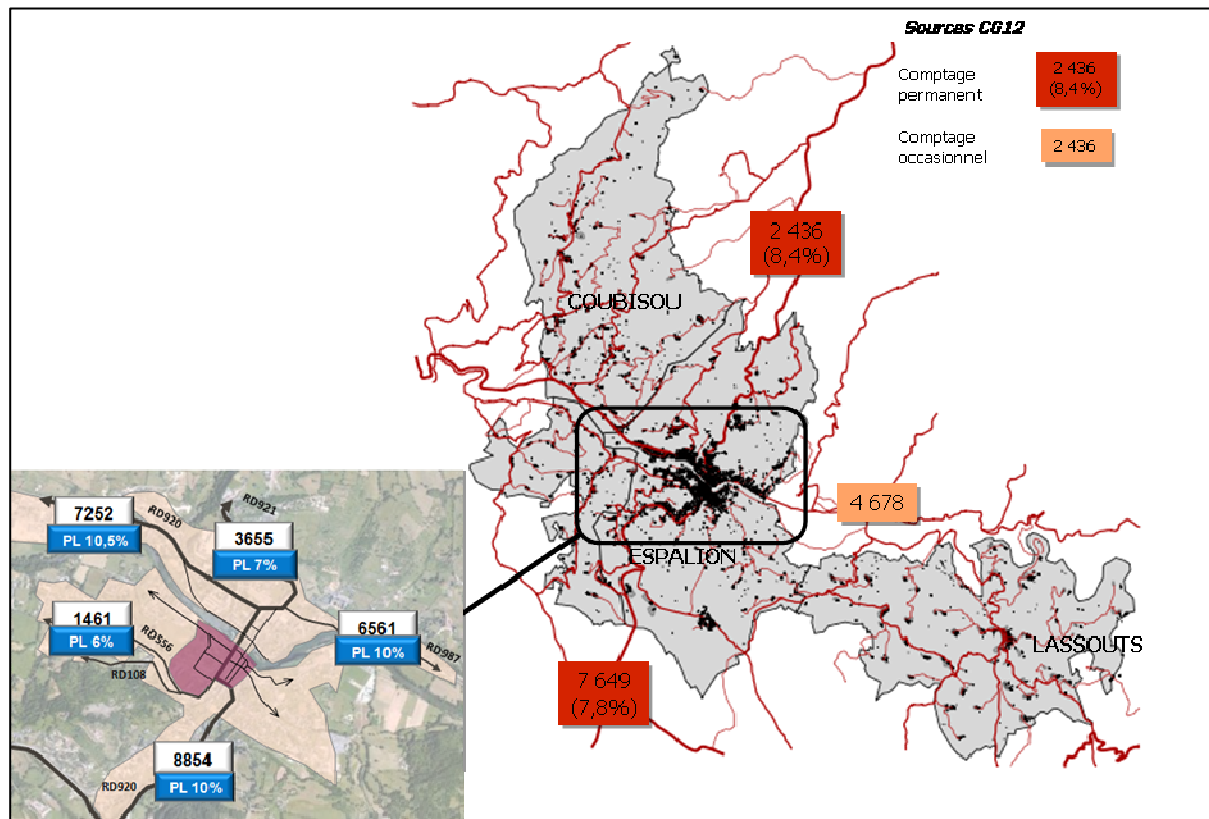 Sources CG12
Comptage
permanent
2 436
(8,4%)
Comptage
occasionnel
2 436
2 436
(8,4%)
COUBISOU
4 678
ESPALION
LASSOUTS
7 649
(7,8%)
RD921
7252
PL 10,5%
RD920
3655
PL 7%
1461
PL 6%
RD556
RD108
6561
PL 10%
RD987
8854
PL 10%
RD920